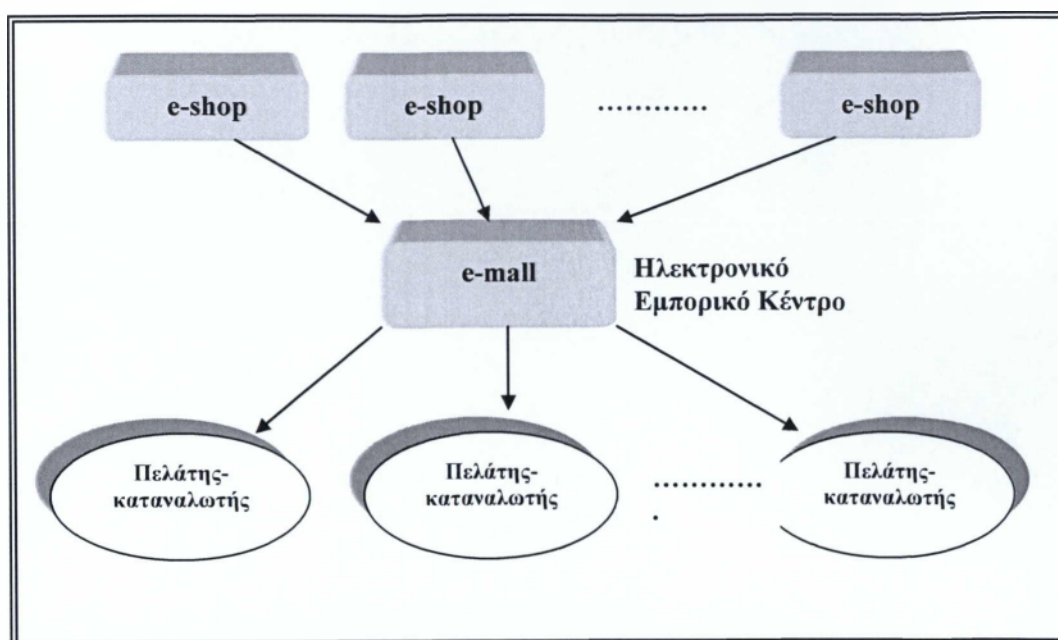 e-shop e-shop ............ e-shop
e-mall
Ηλεκτρονικό
Εμπορικό Κέντρο
Πελάτης-
καταναλωτής
Πελάτης-
καταναλωτής
.............
Πελάτης-
καταναλωτής